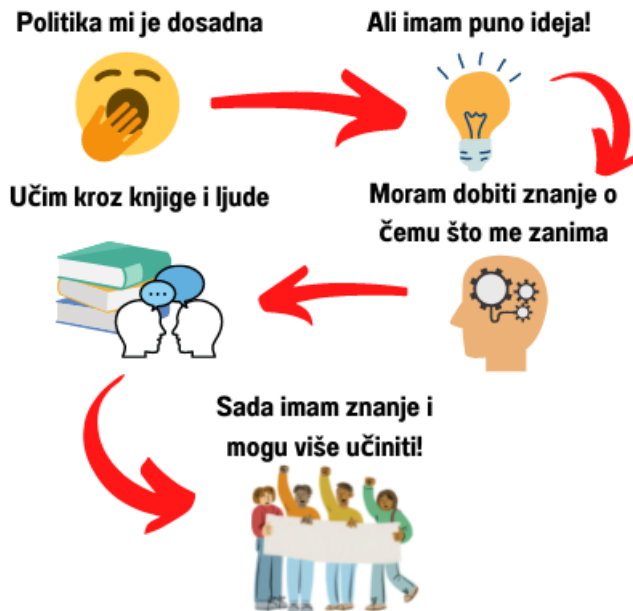 Politika mi je dosadna
Ali imam puno ideja!
Moram dobiti znanje o
čemu što me zanima
Učim kroz knjige i ljude
Sada imam znanje i
mogu više učiniti!